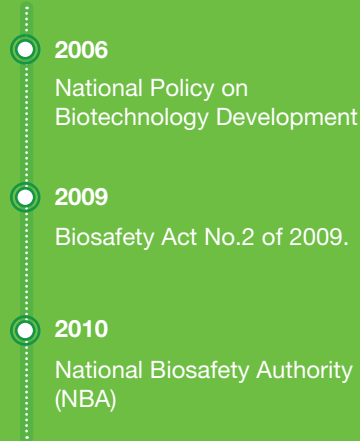 2006
National Policy on
Biotechnology Development
2009
Biosafety Act No.2 of 2009.
2010
National Biosafety Authority
(NBA)